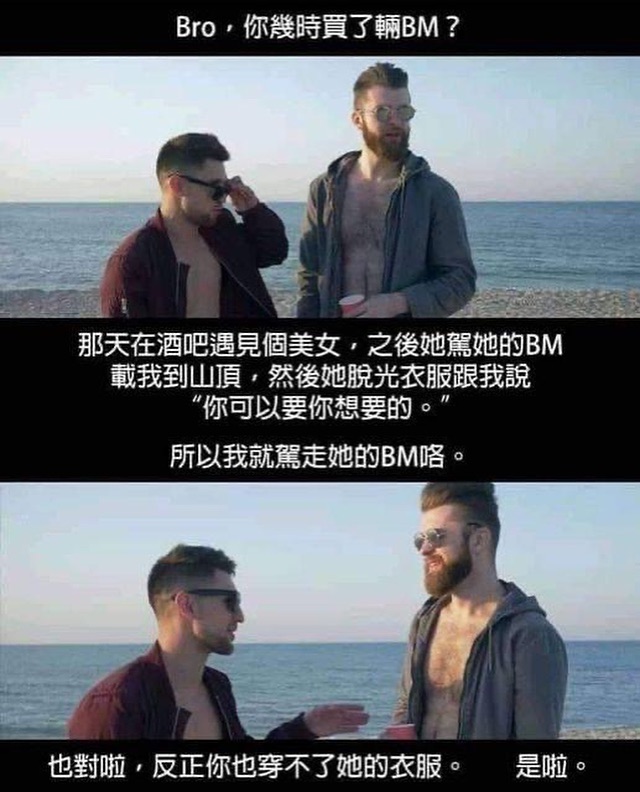 Bro，你幾時買了輛BM？
那天在酒吧遇見個美女，之後她駕她的BM
載我到山頂，然後她脫光衣服跟我說
“你可以要你想要的。”
所以我就駕走她的BM咯。
也對啦，反正你也穿不了她的衣服。 是啦。